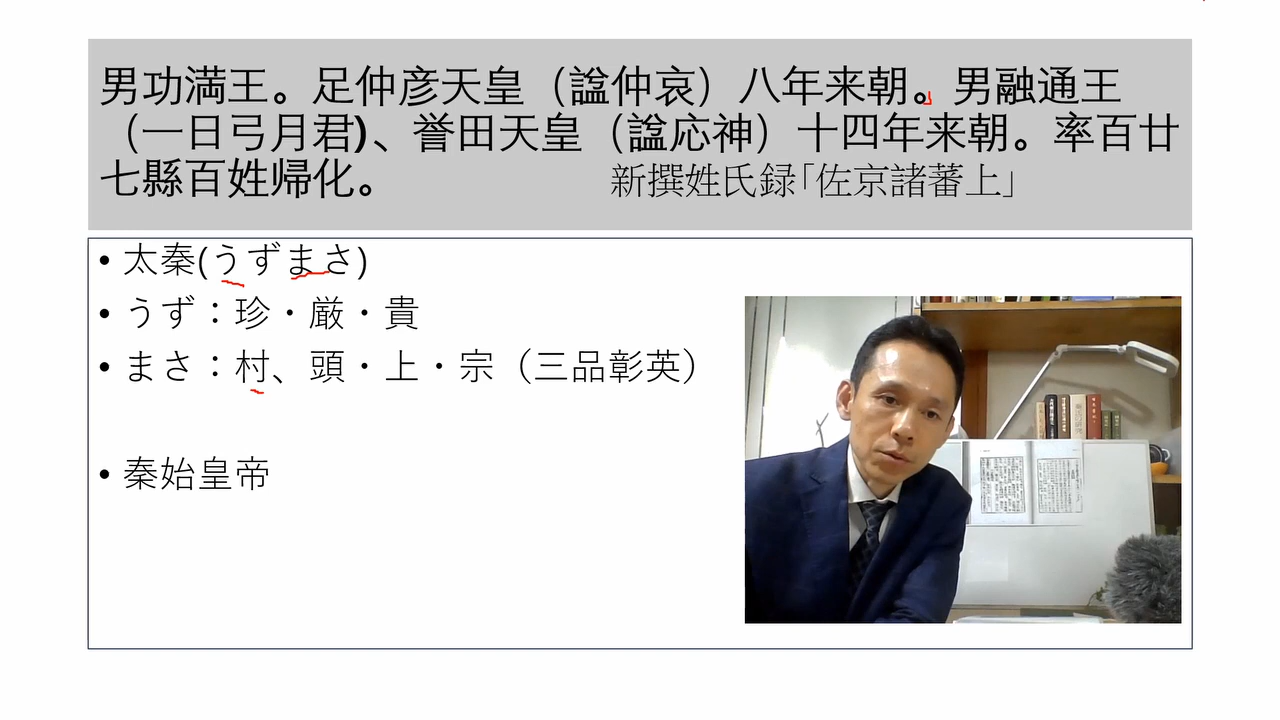 男功満王。足仲彦天皇（諡仲哀）八年来朝。男融通王
（一日弓月君)、誉田天皇（諡応神）十四年来朝。率百廿
七縣百姓帰化。 新撰姓氏録｢佐京諸蕃上」
• 太秦(うずまさ)
• うず：珍・厳・貴
• まさ：村、頭・上・宗（三品彰英）
• 秦始皇帝